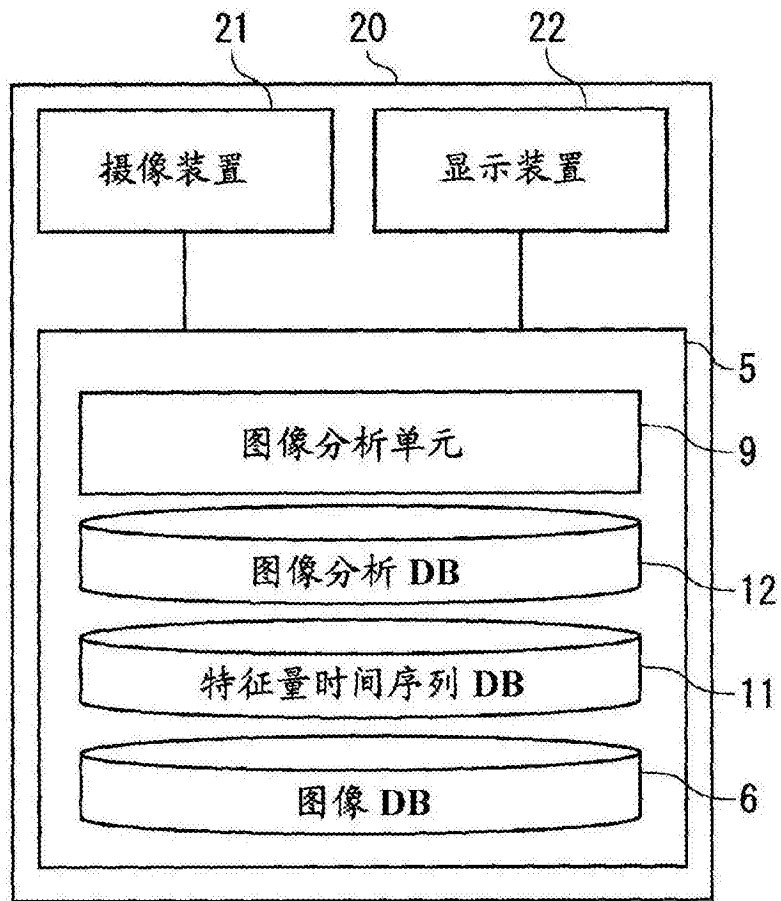 21 20 22
摄像装置 显示装置
5
图像分析单元 9
图像分析 DB 12
特征量时间序列 DB 11
图像 DB 6